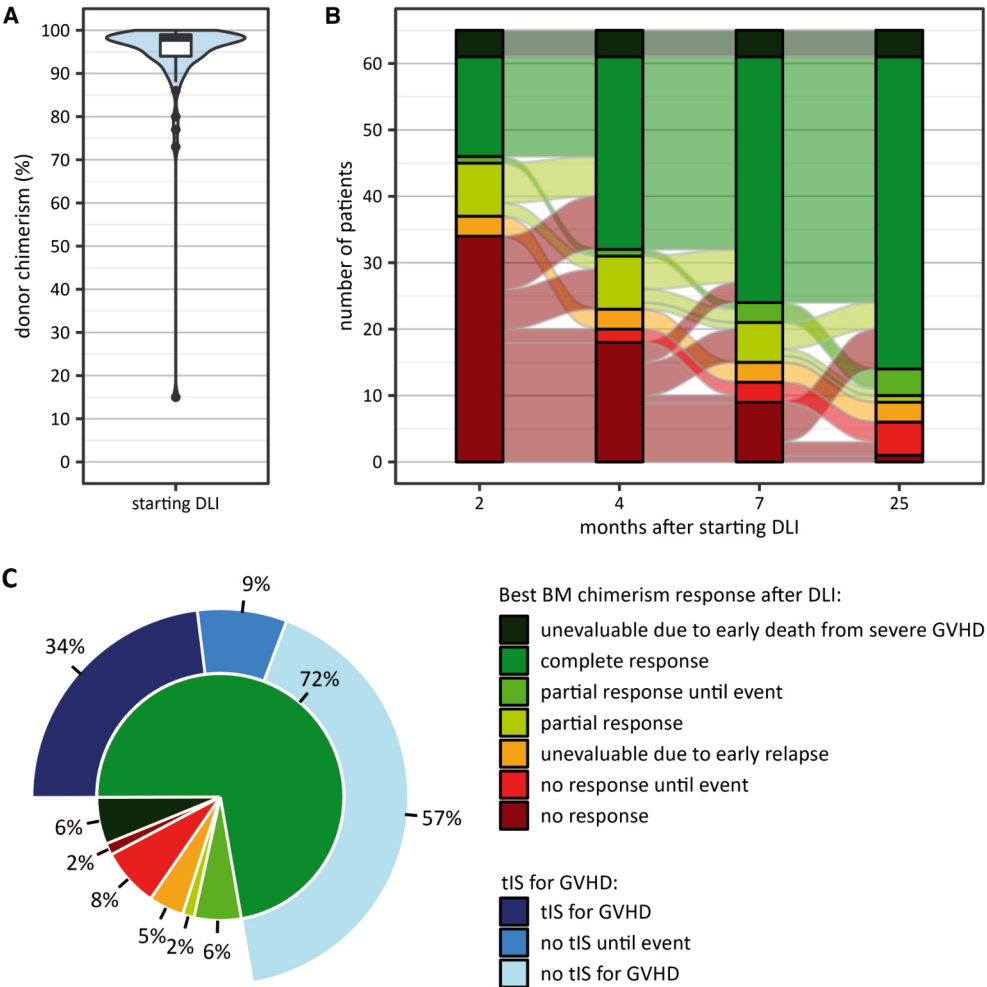 A
B
100
90
80
70
60
50
40
30
20
10
0
donor chimerism (%)
starting DLI
60
50
40
30
20
10
0
number of patients
2
4
7
25
months after starting DLI
C
9%
34%
72%
57%
6%
2%
8%
5%
2%
6%
Best BM chimerism response after DLI:
unevaluable due to early death from severe GVHD
complete response
partial response until event
partial response
unevaluable due to early relapse
no response until event
no response
tIS for GVHD:
tIS for GVHD
no tIS until event
no tIS for GVHD